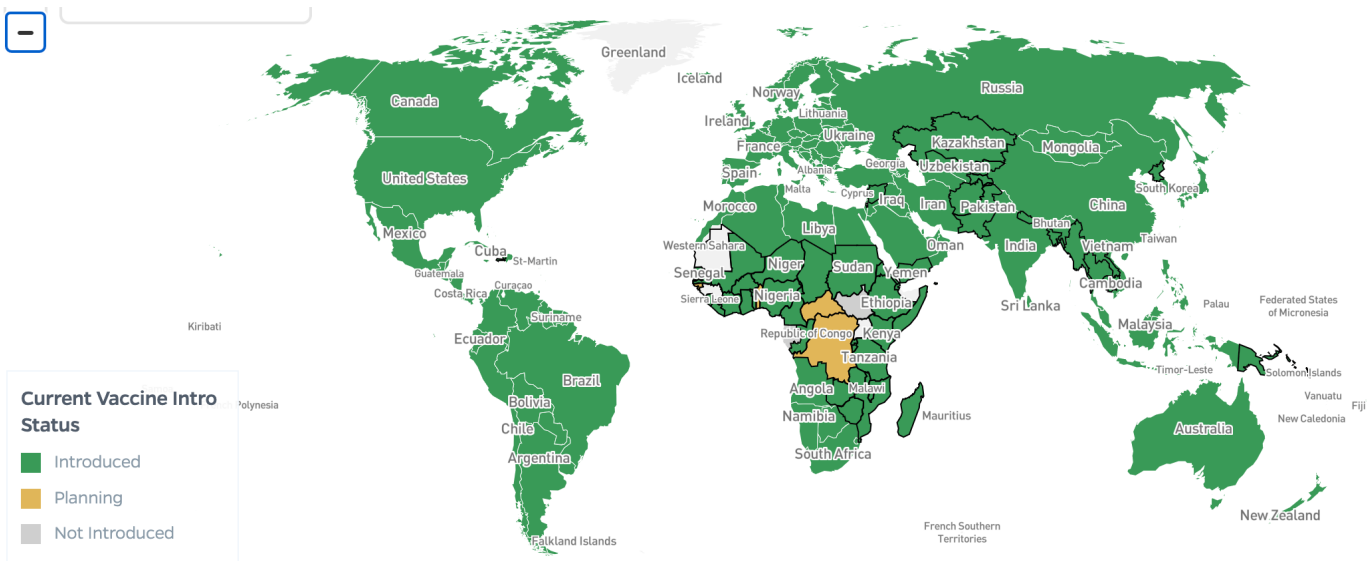 Greenland
Iceland
Norway
Russia
Canada
Lithuania
Ireland
Ukraine
France
Kazakhstan
Mongolia
Georgia
Uzbekistan
Albania
Spain
United States
Malta
Cyprus
South Korea
Iraq
Iran
Pakistan
China
Morocco
Bhutan
Mexico
Libya
Taiwan
Oman
India
Vietnam
Western Sahara
Cuba
St-Martin
Niger
Sudan
Yemen
Senegal
Guatemala
Cambodia
Curaçao
Costa Rica
Sierra Leone
Nigeria
Ethiopia
Sri Lanka
Palau
Federated States
of Micronesia
Suriname
Kiribati
Malaysia
Ecuador
Republic of Congo
Kenya
Tanzania
Timor-Leste
Solomon Islands
Brazil
Angola
Malawi
Vanuatu
Polynesia
Bolivia
Fiji
Namibia
Mauritius
New Caledonia
Chile
Australia
South Africa
Argentina
New Zealand
French Southern
Territories
Falkland Islands
Current Vaccine Intro
Status
Introduced
Planning
Not Introduced